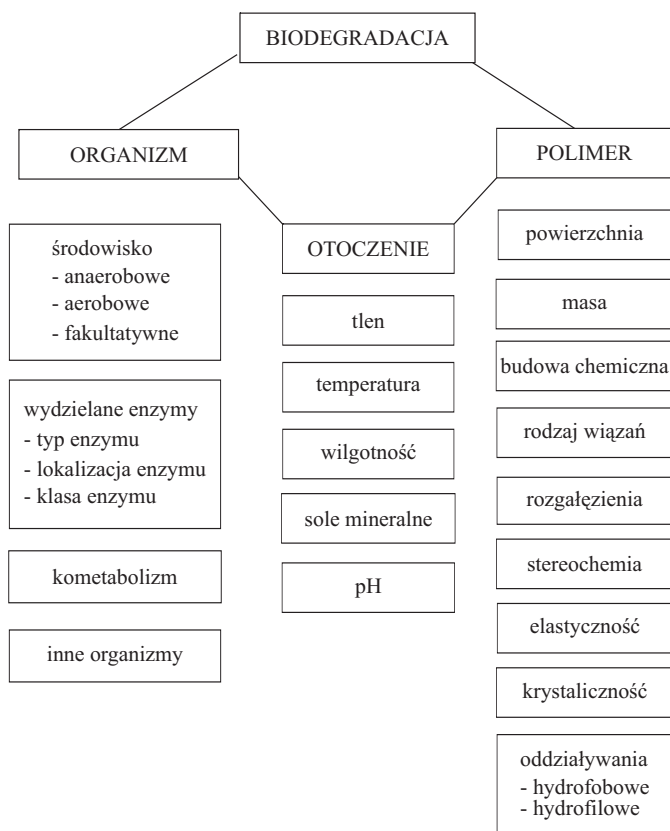 BIODEGRADACJA
ORGANIZM
POLIMER
OTOCZENIE
środowisko
- anaerobowe
- aerobowe
- fakultatywne
wydzielane enzymy
- typ enzymu
- lokalizacja enzymu
- klasa enzymu
kometabolizm
inne organizmy
tlen
temperatura
wilgotność
sole mineralne
pH
powierzchnia
masa
budowa chemiczna
rodzaj wiązań
rozgałęzienia
stereochemia
elastyczność
krystaliczność
oddziaływania
- hydrofobowe
- hydrofilowe